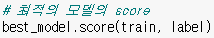 # 최적의 모델의 score
best_model.score(train, label)